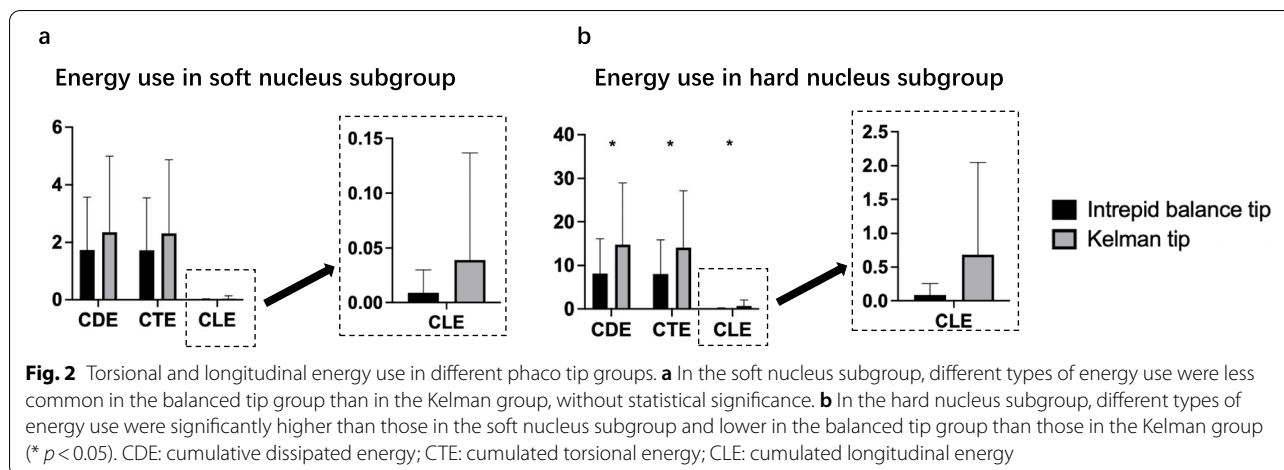 a
b
Energy use in soft nucleus subgroup
Energy use in hard nucleus subgroup
6
4
2
0
CDE
CTE
CLE
0.15
0.10
0.05
0.00
CLE
40
30
20
10
0
*
*
*
CDE
CTE
CLE
2.5
2.0
1.5
1.0
0.5
0.0
CLE
Intrepid balance tip
Kelman tip
Fig. 2 Torsional and longitudinal energy use in different phaco tip groups. a In the soft nucleus subgroup, different types of energy use were less
common in the balanced tip group than in the Kelman group, without statistical significance. b In the hard nucleus subgroup, different types of
energy use were significantly higher than those in the soft nucleus subgroup and lower in the balanced tip group than those in the Kelman group
(* p < 0.05). CDE: cumulative dissipated energy; CTE: cumulated torsional energy; CLE: cumulated longitudinal energy